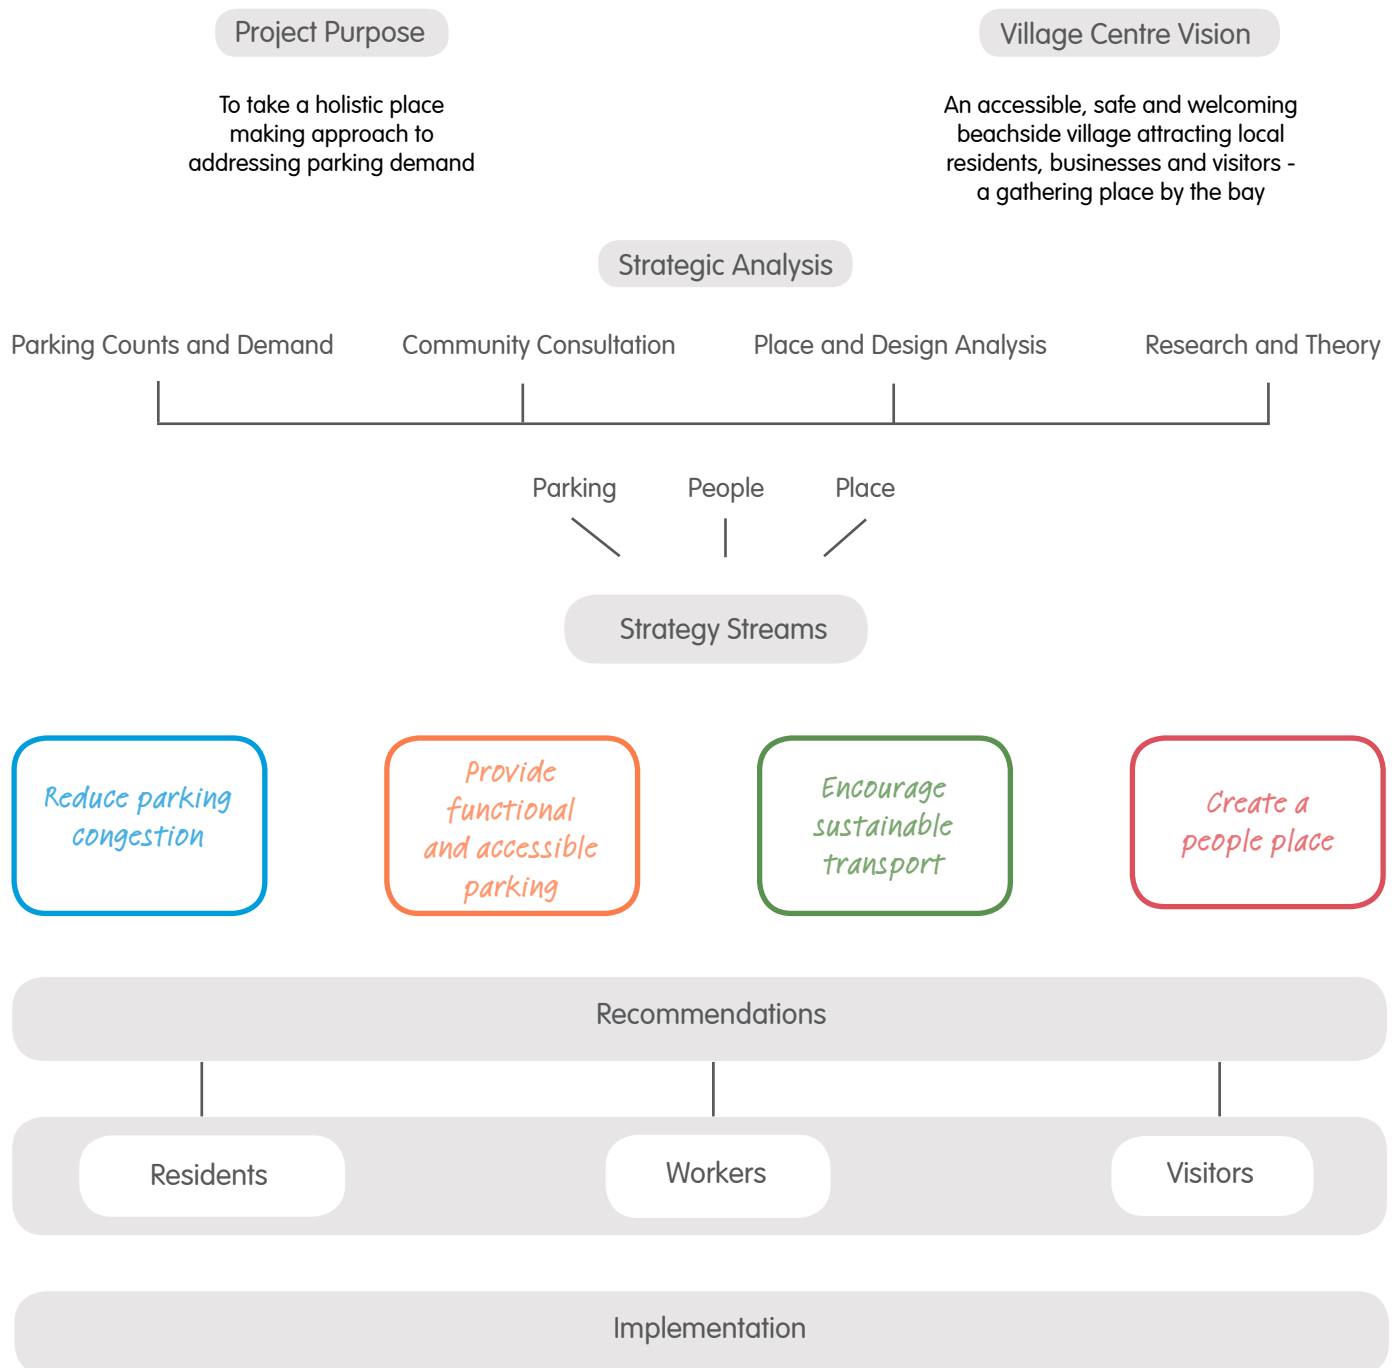 Project Purpose
To take a holistic place
making approach to
addressing parking demand
Village Centre Vision
An accessible, safe and welcoming
beachside village attracting local
residents, businesses and visitors -
a gathering place by the bay
Strategic Analysis
Parking Counts and Demand
Community Consultation
Place and Design Analysis
Research and Theory
Parking
People
Place
Strategy Streams
Reduce parking
congestion
Provide
functional
and accessible
parking
Encourage
sustainable
transport
Create a
people place
Recommendations
Residents
Workers
Visitors
Implementation